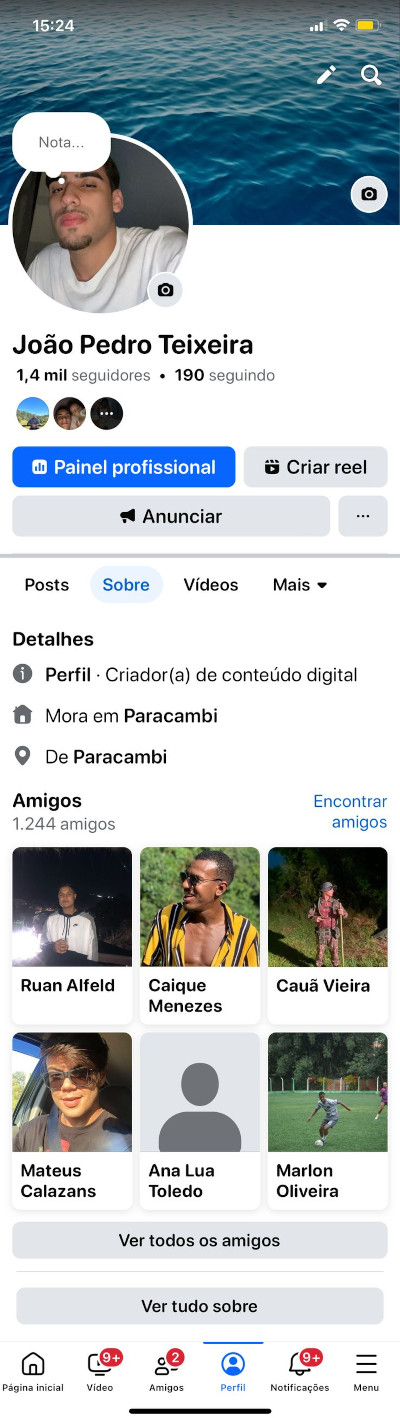 15:24
Nota...
João Pedro Teixeira
1,4 mil seguidores • 190 seguindo
Painel profissional
Criar reel
Anunciar
Posts
Sobre
Vídeos
Mais
Detalhes
Perfil · Criador(a) de conteúdo digital
Mora em Paracambi
De Paracambi
Amigos
Encontrar
amigos
1.244 amigos
Ruan Alfeld
Caique
Menezes
Cauã Vieira
Mateus
Calazans
Ana Lua
Toledo
Marlon
Oliveira
Ver todos os amigos
Ver tudo sobre
9+
2
9+
Página inicial
Vídeo
Amigos
Perfil
Notificações
Menu